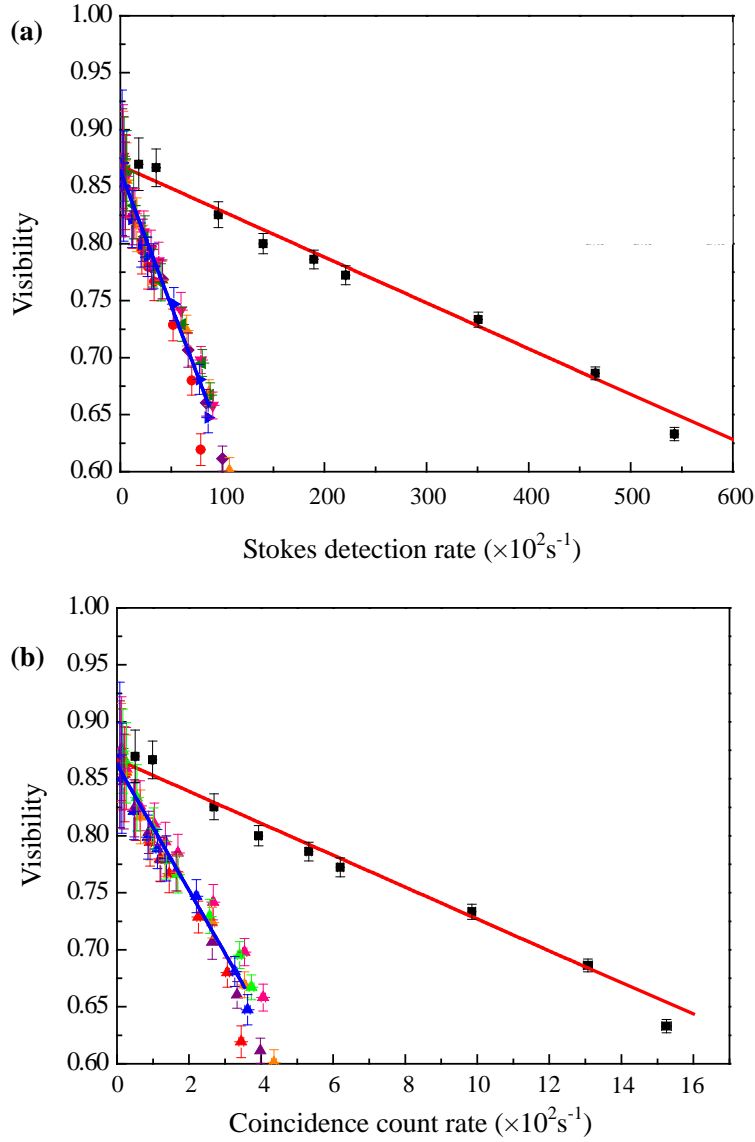 (a)
1.00
0.95
0.90
0.85
0.80
0.75
0.70
0.65
0.60
Visibility
0 100 200 300 400 500 600
Stokes detection rate (×10²s⁻¹)
(b)
1.00
0.95
0.90
0.85
0.80
0.75
0.70
0.65
0.60
Visibility
0 2 4 6 8 10 12 14 16
Coincidence count rate (×10²s⁻¹)